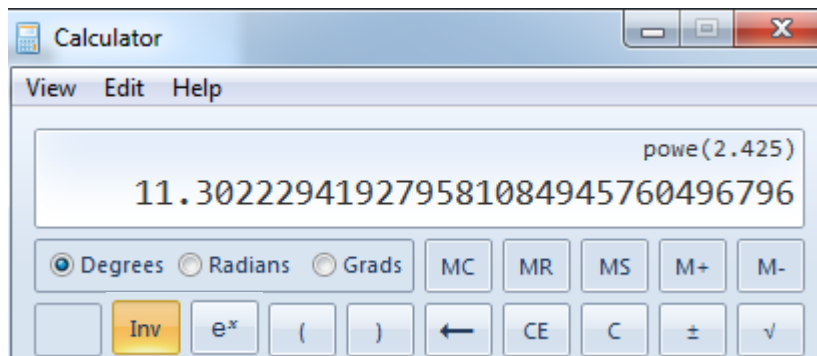 Calculator
View Edit Help
powe(2.425)
11.302229419279581084945760496796
Degrees Radians Grads MC MR MS M+ M-
Inv eˣ ( ) ← CE C ± √